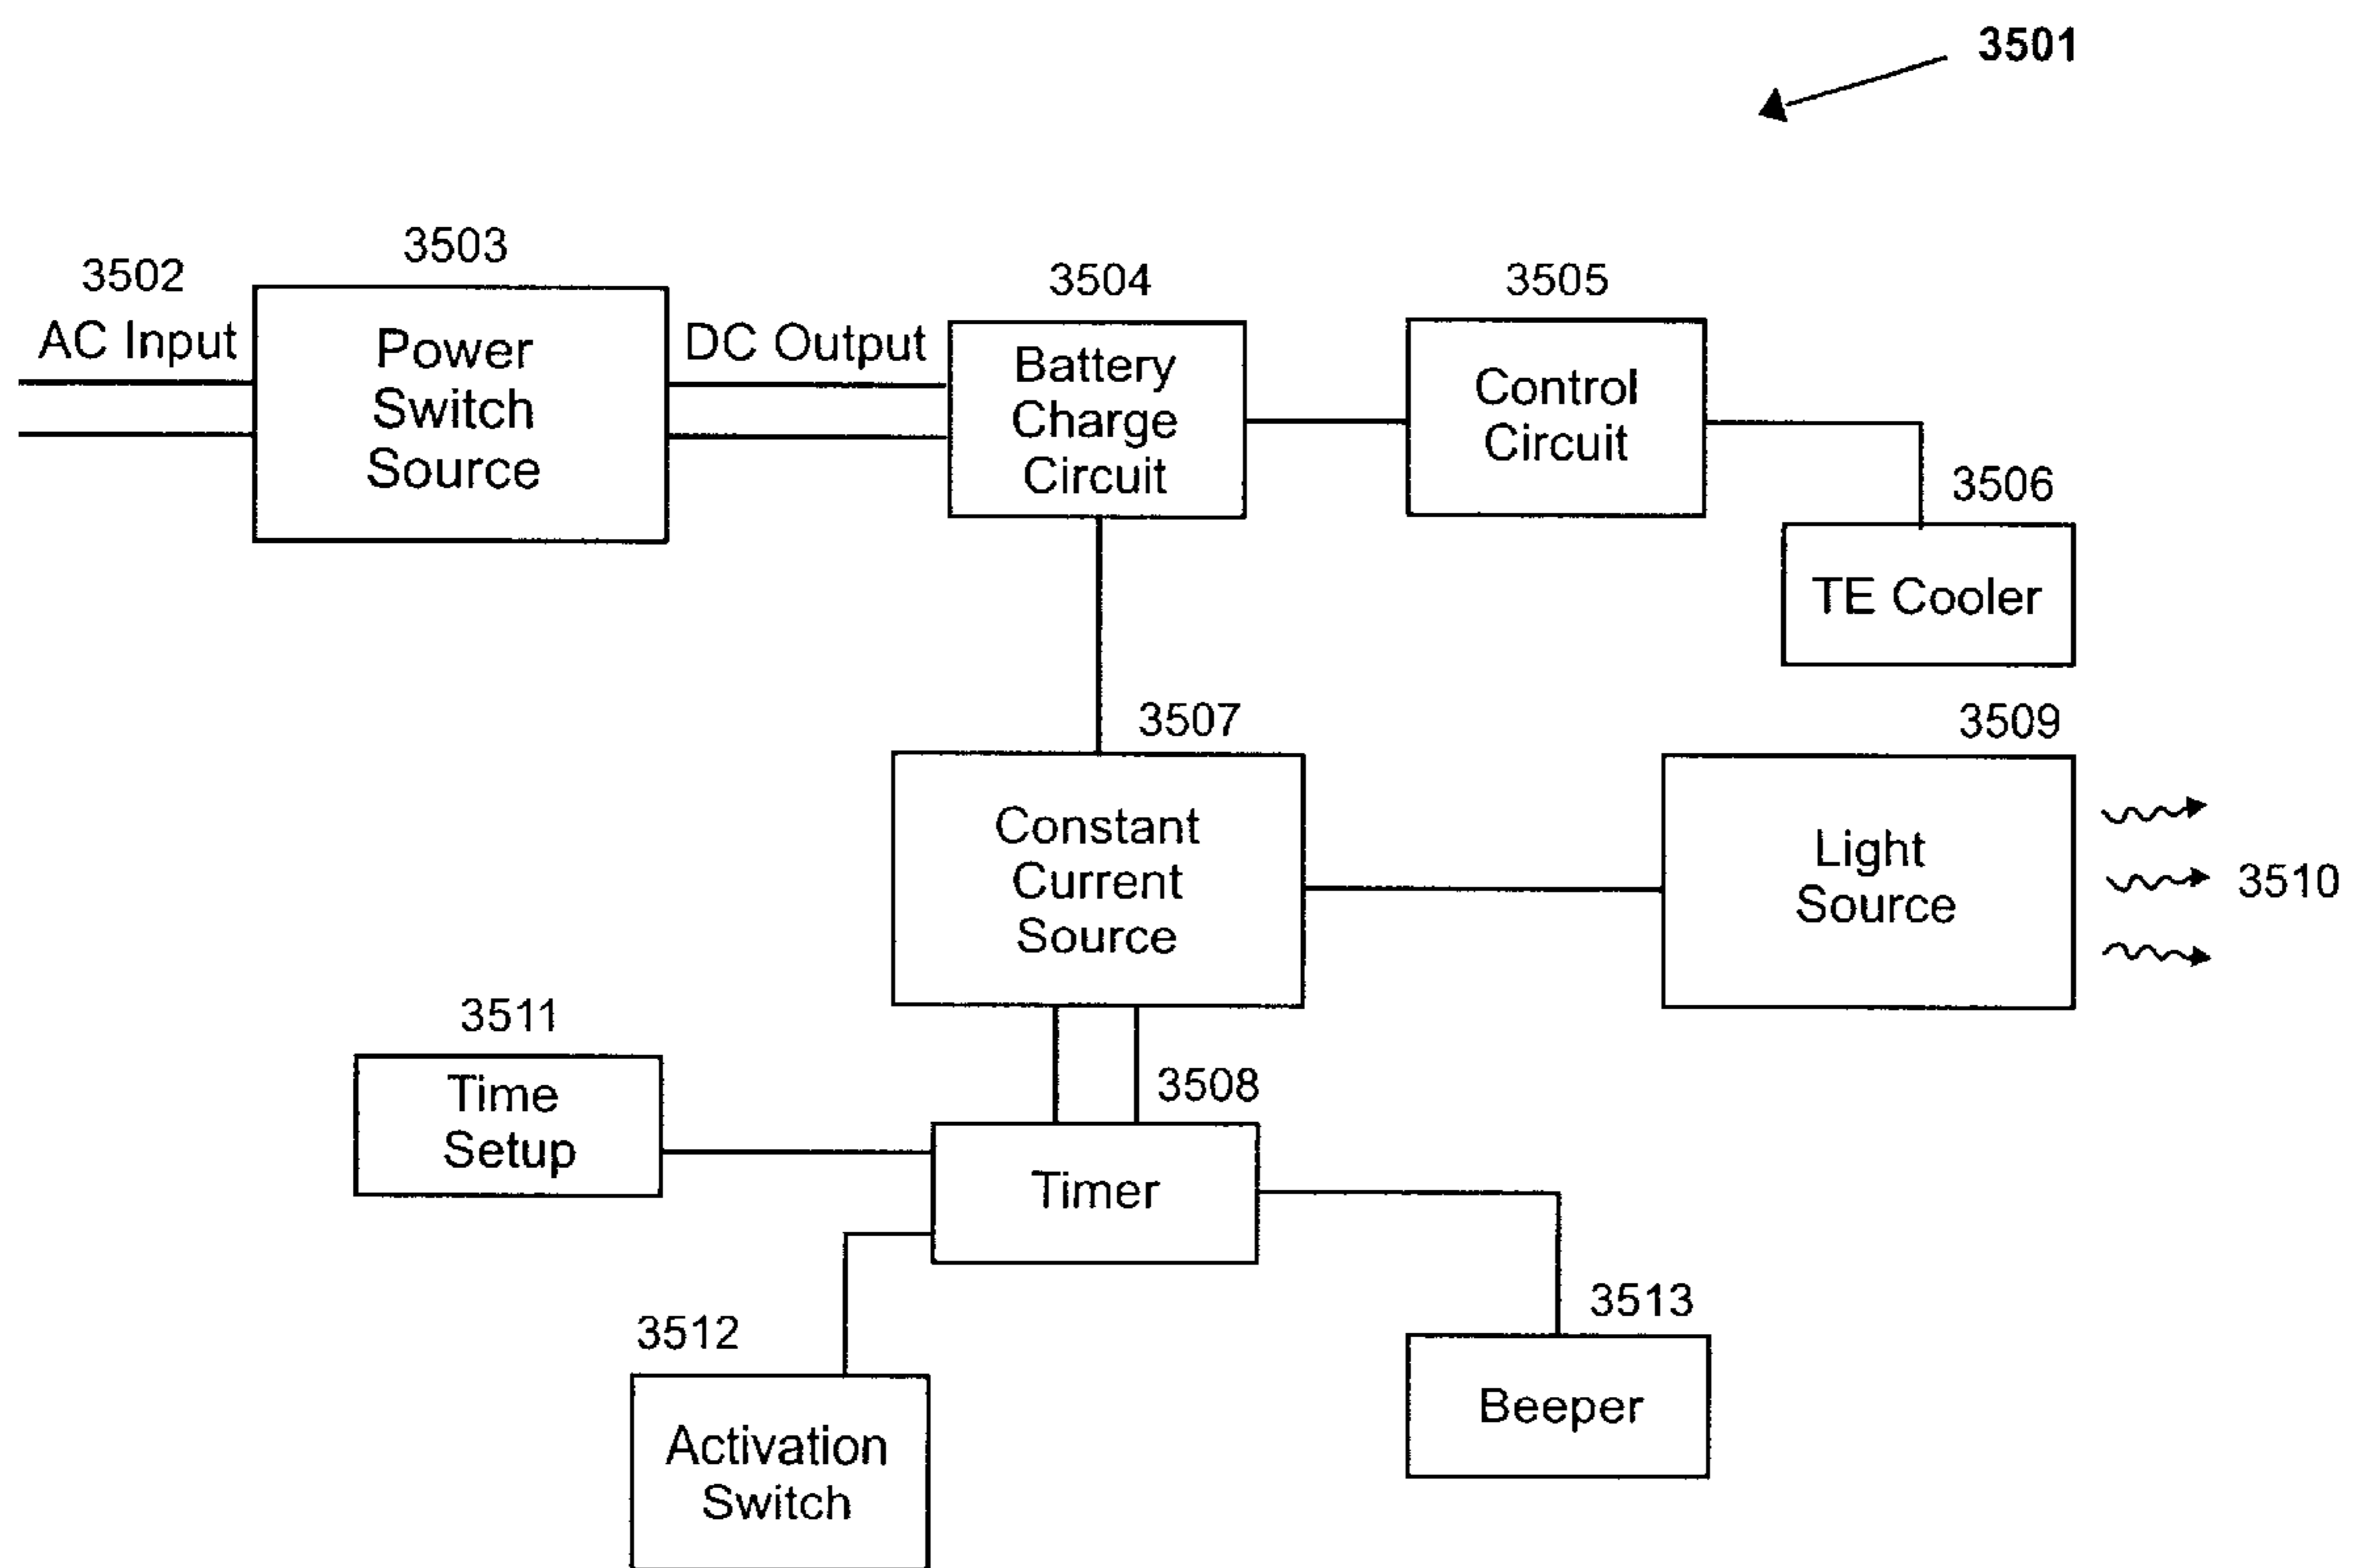 3501
3502
AC Input
3503
Power
Switch
Source
DC Output
3504
Battery
Charge
Circuit
3505
Control
Circuit
3506
TE Cooler
3507
Constant
Current
Source
3509
Light
Source
3510
3511
Time
Setup
3508
Timer
3512
Activation
Switch
3513
Beeper